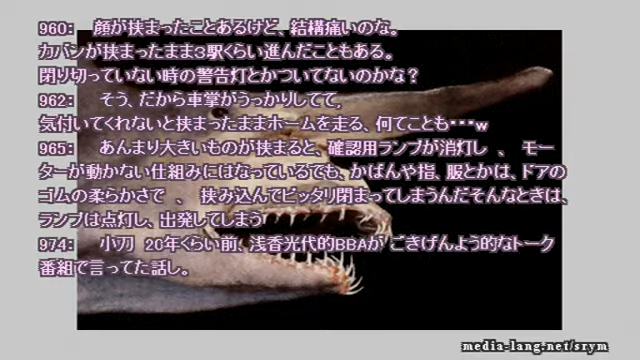 960:　顔が挟まったことあるけど、結構痛いのな。
カバンが挟まったまま3駅くらい進んだこともある。
閉り切っていない時の警告灯とかついてないのかな？
962:　そう、だから車掌がうっかりしてて,
気付いてくれないと挟まったままホームを走る、何てことも・・・w
965:　あんまり大きいものが挟まると、確認用ランプが消灯し　、　モー
ターが動かない仕組みにはなっているでも、かばんや指、服とかは、ドアの
ゴムの柔らかさで　、　挟み込んでピッタリ閉まってしまうんだそんなときは、
ランプは点灯し、出発してしまう
974:　小刀　20年くらい前、浅香光代的BBAが ごきげんよう的なトーク
番組で言ってた話し。
media-lang.net/srym